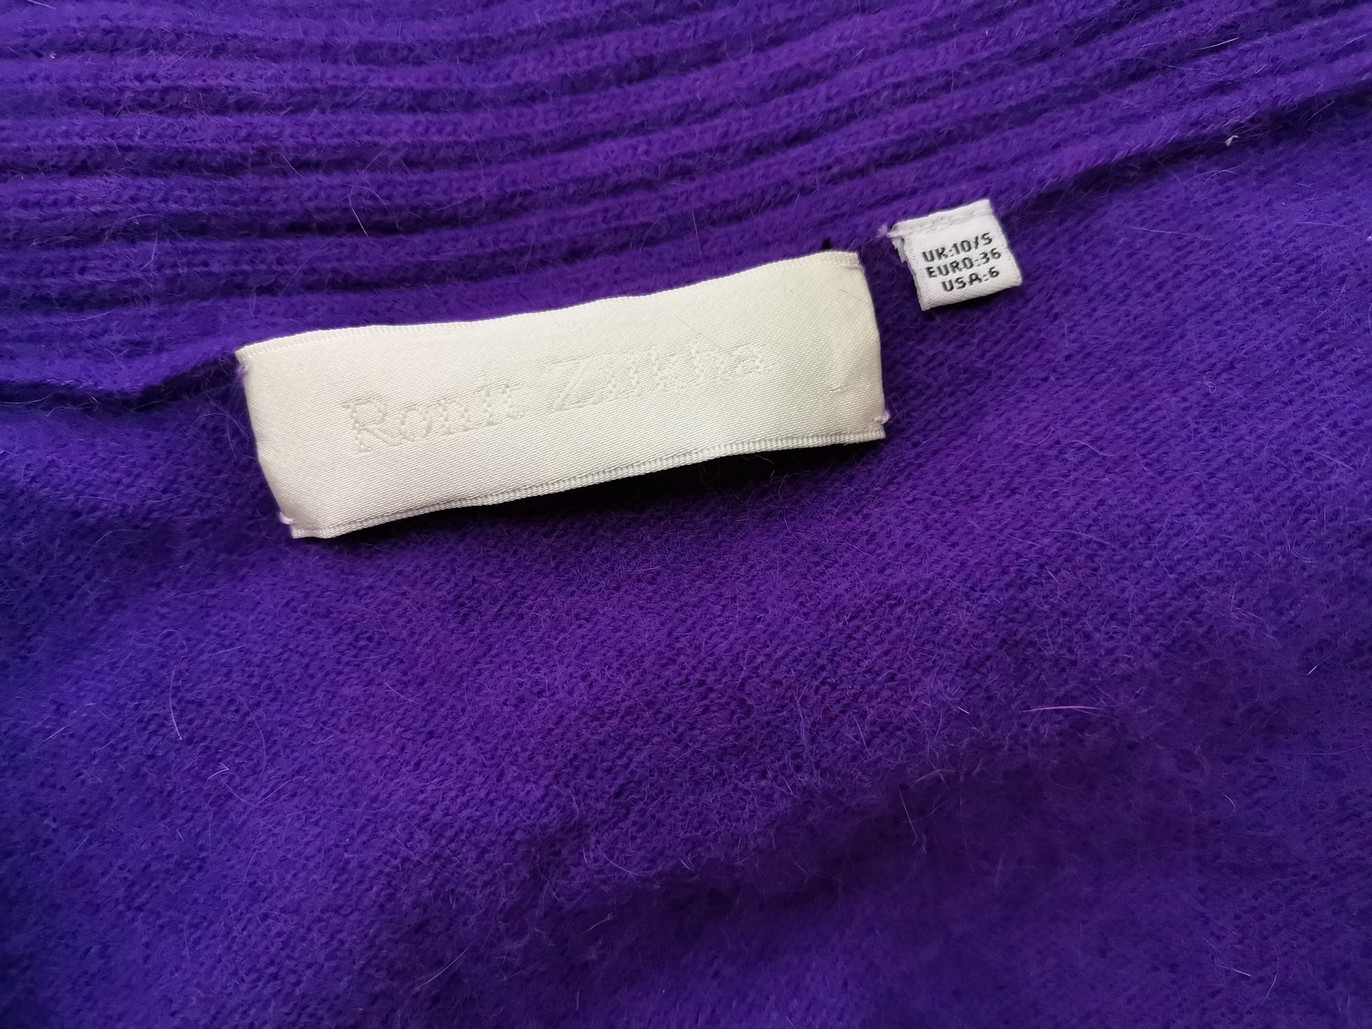 Ronit Zilkha
UK:10/S
EURO:36
USA:6